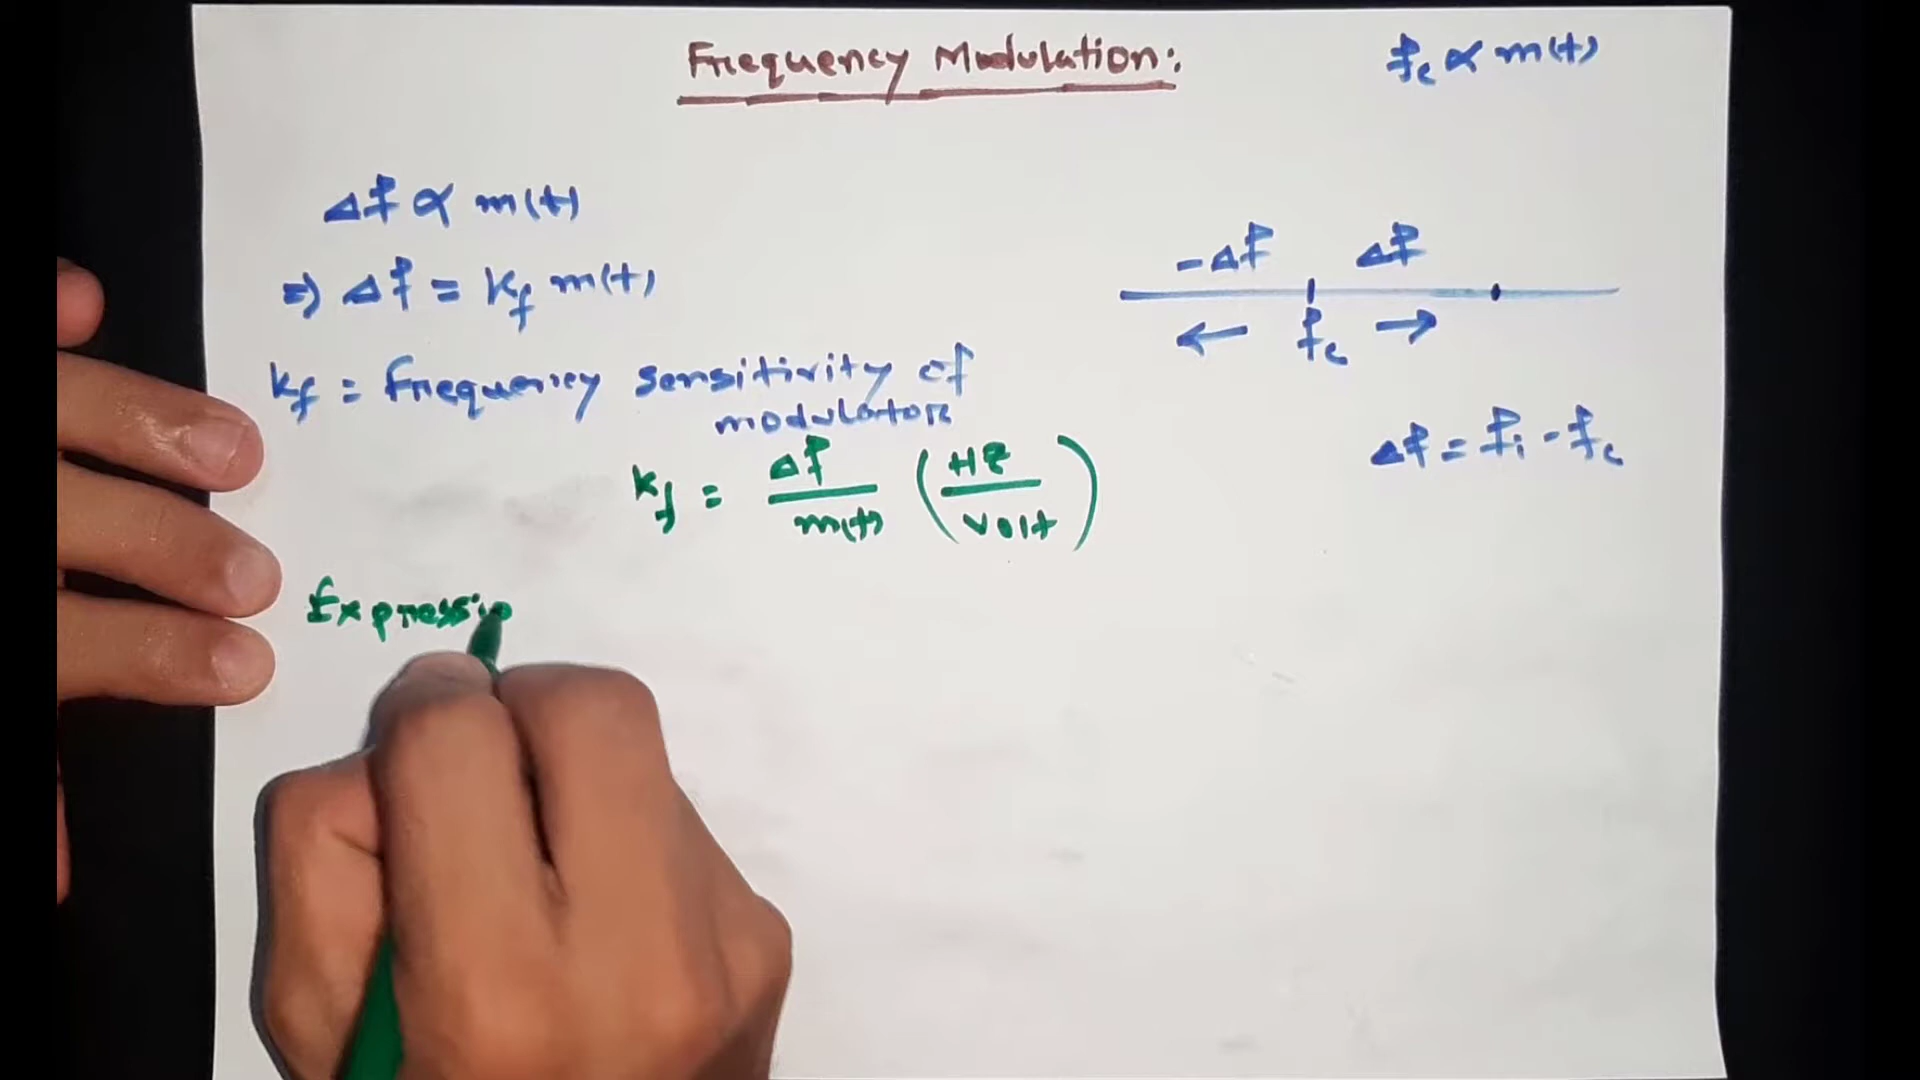 Frequency Modulation:
fc ∝ m(t)
Δf ∝ m(t)
⇒ Δf = kf m(t)
-Δf Δf
← fc →
kf = Frequency sensitivity of
modulator
Δf = fi - fc
kf = Δf / m(t) (Hz / Volt)
Expressio